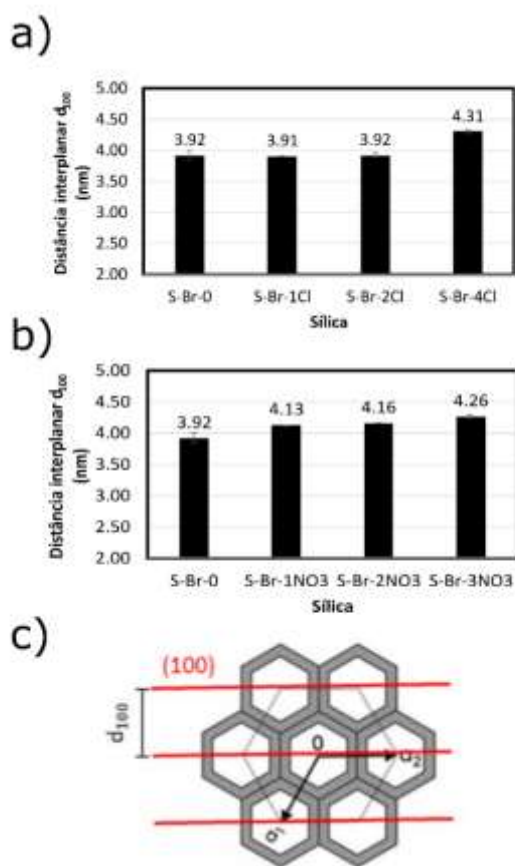 a)
Distância interplanar d100
(nm)
5.00
4.50
4.00
3.50
3.00
2.50
2.00
3.92
3.91
3.92
4.31
S-Br-0
S-Br-1Cl
S-Br-2Cl
S-Br-4Cl
Sílica
b)
Distância interplanar d100
(nm)
5.00
4.50
4.00
3.50
3.00
2.50
2.00
3.92
4.13
4.16
4.26
S-Br-0
S-Br-1NO3
S-Br-2NO3
S-Br-3NO3
Sílica
c)
(100)
d100
0
a2
a1